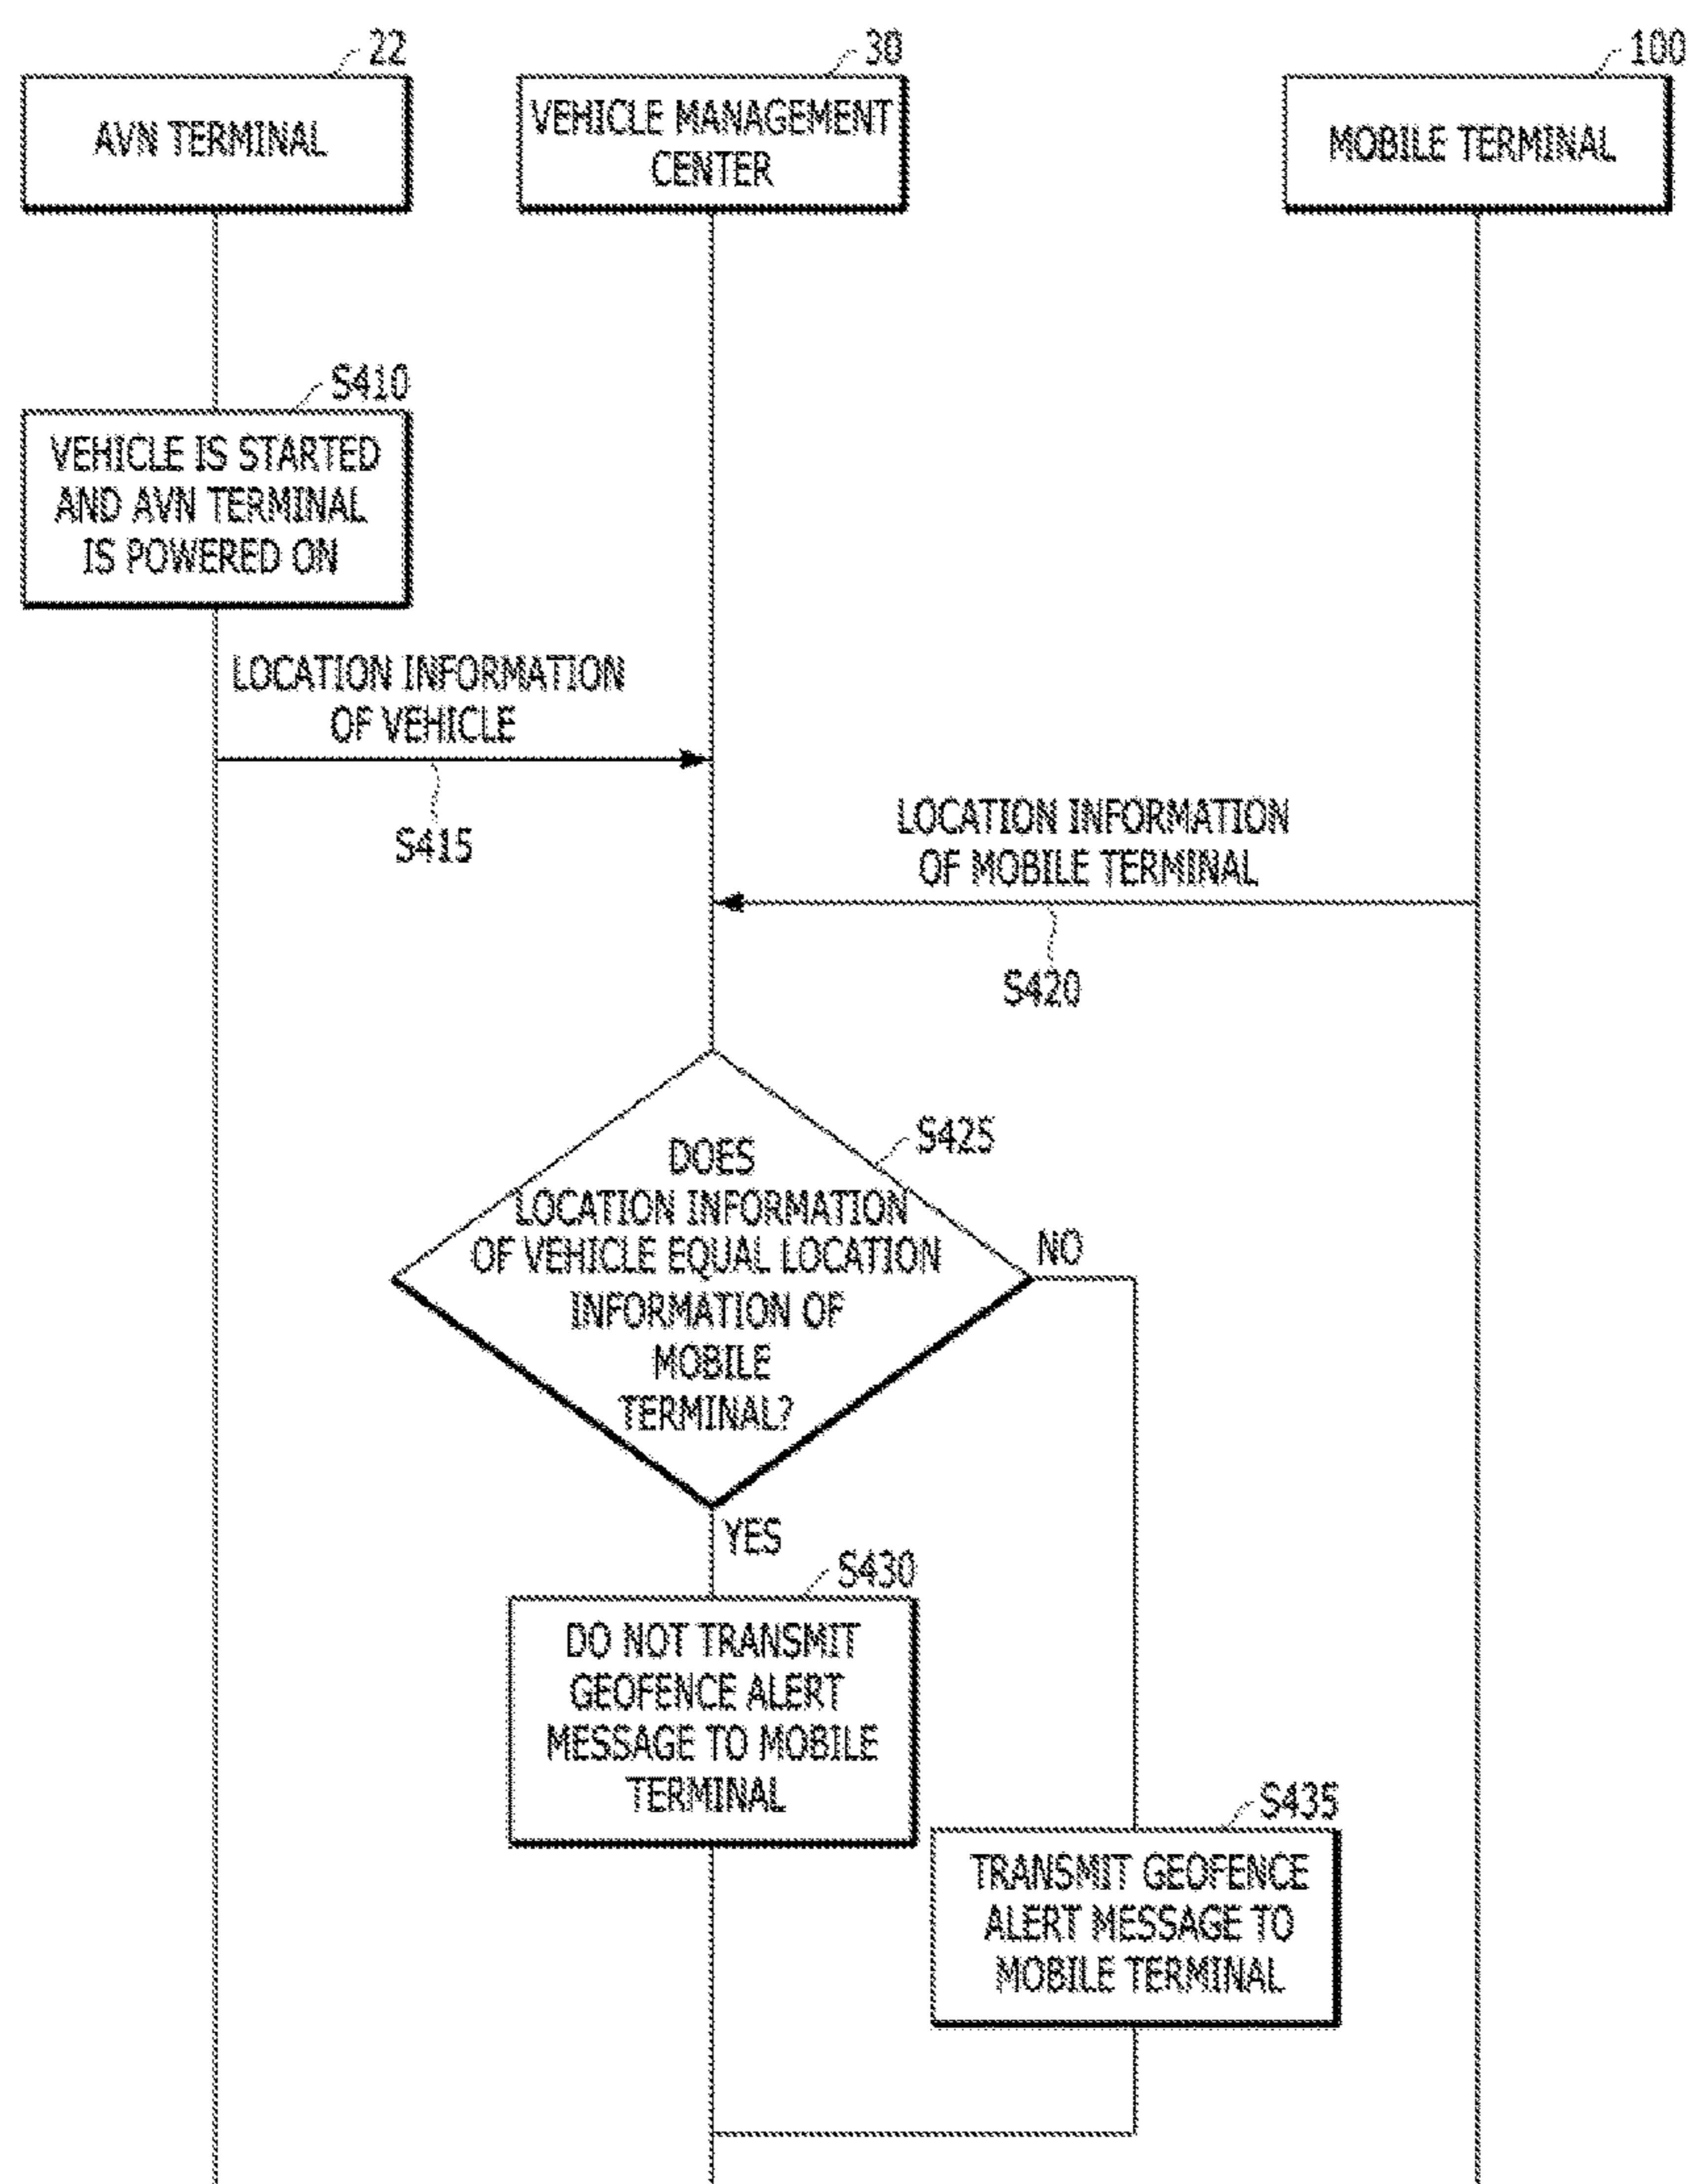 22
30
100
AVN TERMINAL
VEHICLE MANAGEMENT
CENTER
MOBILE TERMINAL
S410
VEHICLE IS STARTED
AND AVN TERMINAL
IS POWERED ON
LOCATION INFORMATION
OF VEHICLE
S415
LOCATION INFORMATION
OF MOBILE TERMINAL
S420
S425
DOES
LOCATION INFORMATION
OF VEHICLE EQUAL LOCATION
INFORMATION OF
MOBILE
TERMINAL?
NO
YES
S430
DO NOT TRANSMIT
GEOFENCE ALERT
MESSAGE TO MOBILE
TERMINAL
S435
TRANSMIT GEOFENCE
ALERT MESSAGE TO
MOBILE TERMINAL